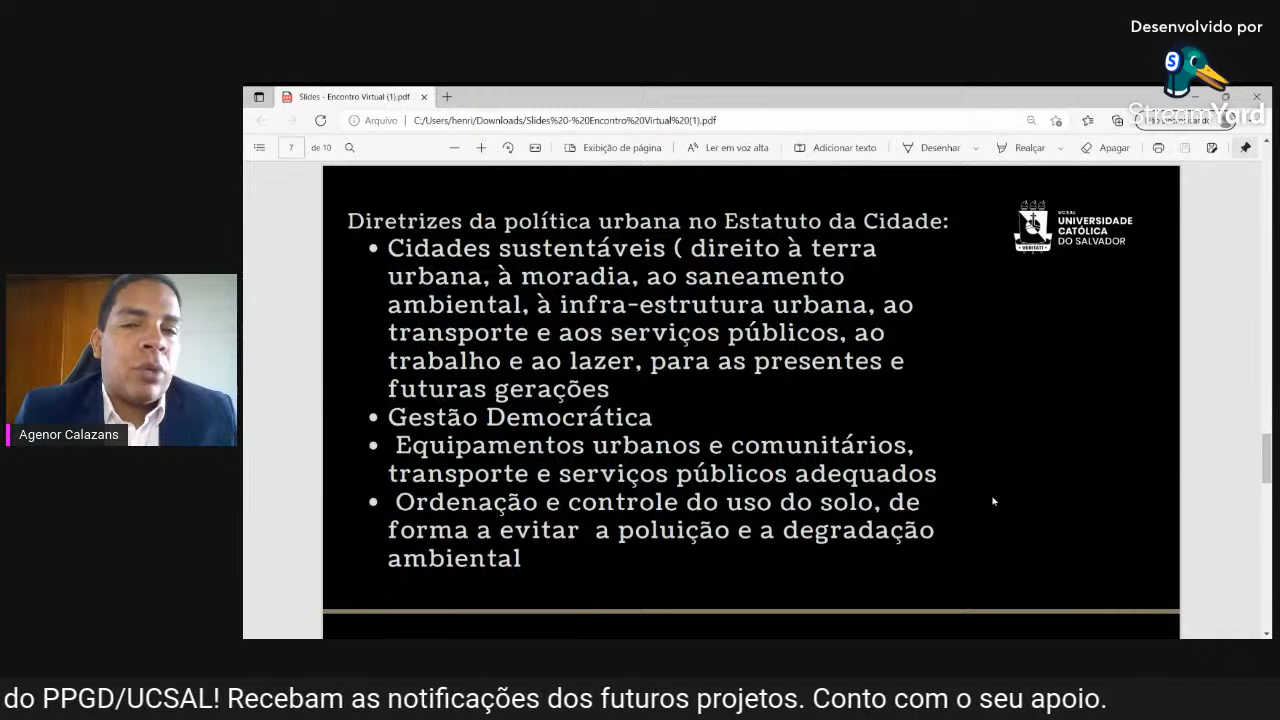 Desenvolvido por
StreamYard
Slides - Encontro Virtual (1).pdf
Arquivo
C:/Users/henri/Downloads/Slides%20-%20Encontro%20Virtual%20(1).pdf
7 de 10
Exibição de página
Ler em voz alta
Adicionar texto
Desenhar
Realçar
Apagar
Diretrizes da política urbana no Estatuto da Cidade:
• Cidades sustentáveis ( direito à terra
urbana, à moradia, ao saneamento
ambiental, à infra-estrutura urbana, ao
transporte e aos serviços públicos, ao
trabalho e ao lazer, para as presentes e
futuras gerações
• Gestão Democrática
• Equipamentos urbanos e comunitários,
transporte e serviços públicos adequados
• Ordenação e controle do uso do solo, de
forma a evitar a poluição e a degradação
ambiental
UCSAL
UNIVERSIDADE
CATÓLICA
DO SALVADOR
VERITATI
Agenor Calazans
do PPGD/UCSAL! Recebam as notificações dos futuros projetos. Conto com o seu apoio.